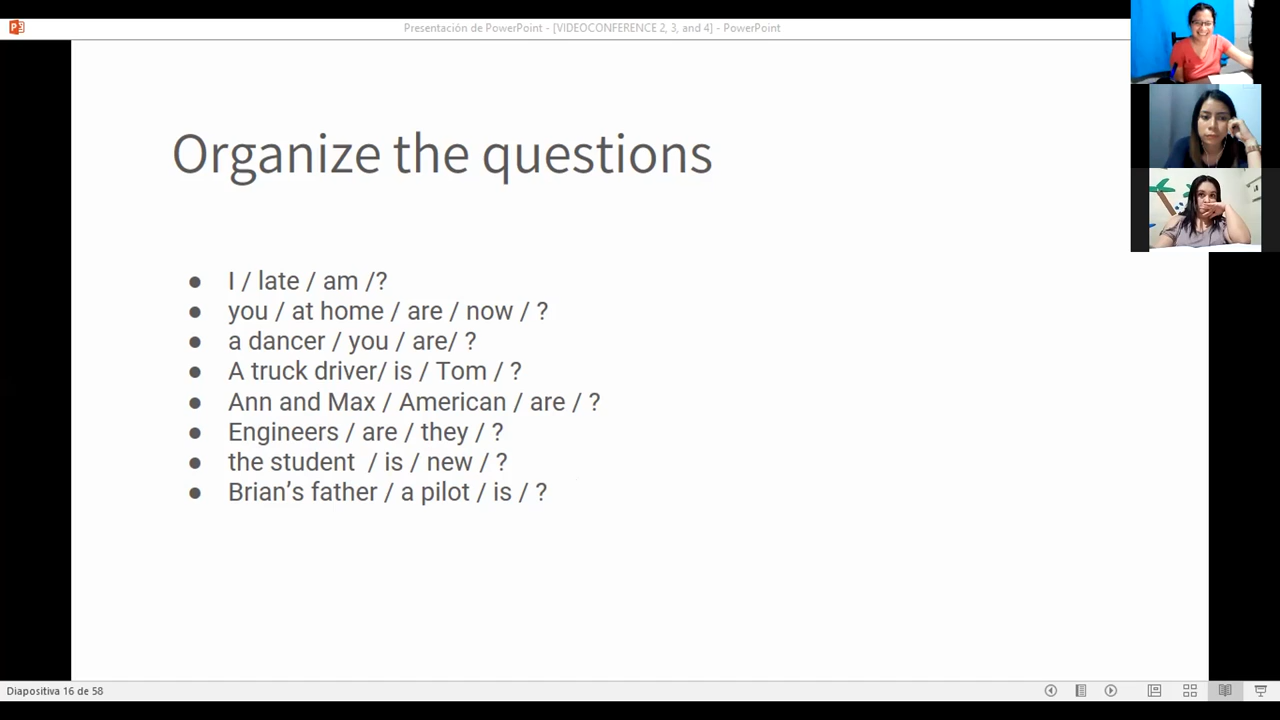 Presentación de PowerPoint - [VIDEOCONFERENCE 2, 3, and 4] - PowerPoint
Organize the questions
● I / late / am /?
● you / at home / are / now / ?
● a dancer / you / are/ ?
● A truck driver/ is / Tom / ?
● Ann and Max / American / are / ?
● Engineers / are / they / ?
● the student  / is / new / ?
● Brian’s father / a pilot / is / ?
Diapositiva 16 de 58